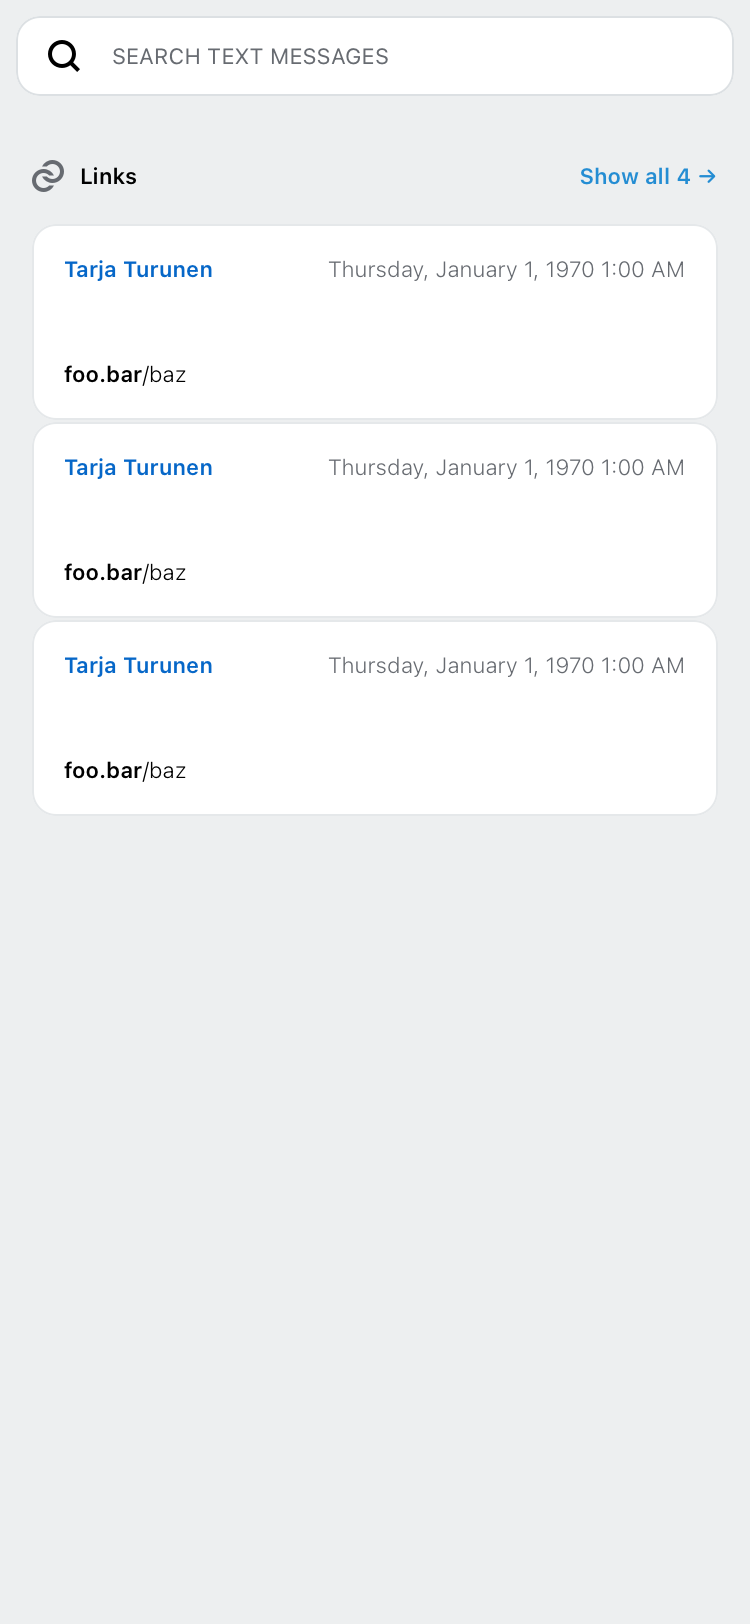 SEARCH TEXT MESSAGES
Links
Show all 4 →
Tarja Turunen
Thursday, January 1, 1970 1:00 AM
foo.bar/baz
Tarja Turunen
Thursday, January 1, 1970 1:00 AM
foo.bar/baz
Tarja Turunen
Thursday, January 1, 1970 1:00 AM
foo.bar/baz